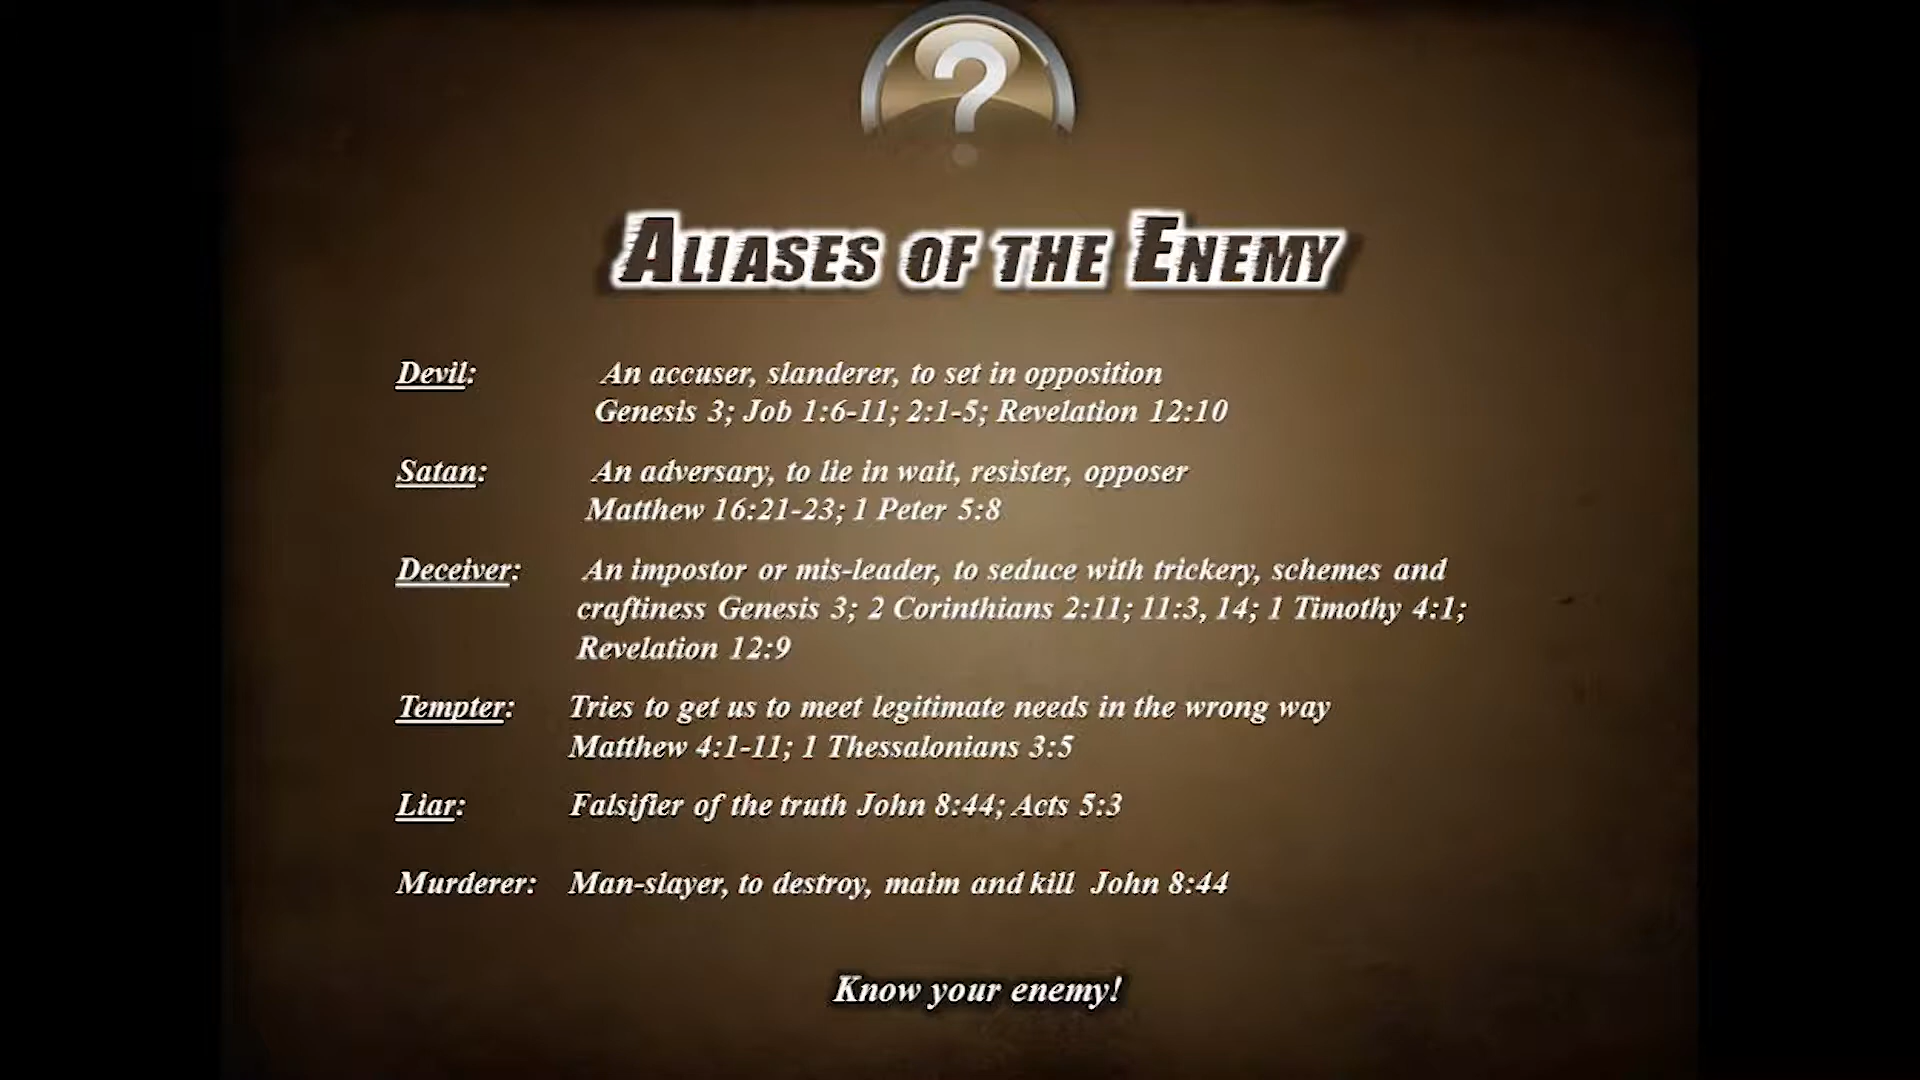 ?
Aliases of the Enemy
Devil: An accuser, slanderer, to set in opposition
Genesis 3; Job 1:6-11; 2:1-5; Revelation 12:10
Satan: An adversary, to lie in wait, resister, opposer
Matthew 16:21-23; 1 Peter 5:8
Deceiver: An impostor or mis-leader, to seduce with trickery, schemes and
craftiness Genesis 3; 2 Corinthians 2:11; 11:3, 14; 1 Timothy 4:1;
Revelation 12:9
Tempter: Tries to get us to meet legitimate needs in the wrong way
Matthew 4:1-11; 1 Thessalonians 3:5
Liar: Falsifier of the truth John 8:44; Acts 5:3
Murderer: Man-slayer, to destroy, maim and kill John 8:44
Know your enemy!